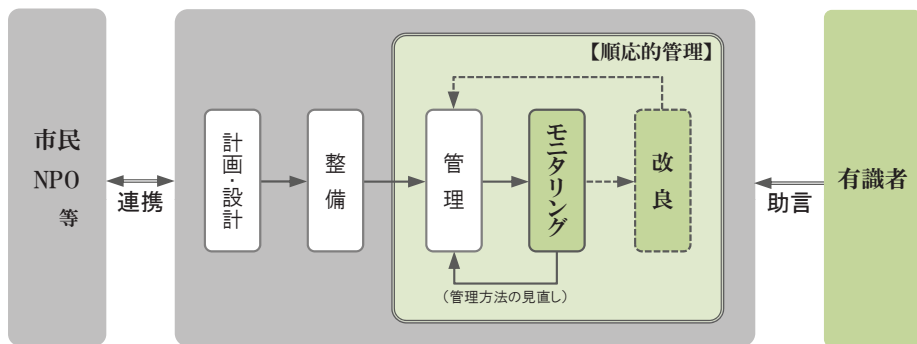 市民
NPO
等
連携
計画・設計
整備
【順応的管理】
管理
モニタリング
改良
（管理方法の見直し）
助言
有識者